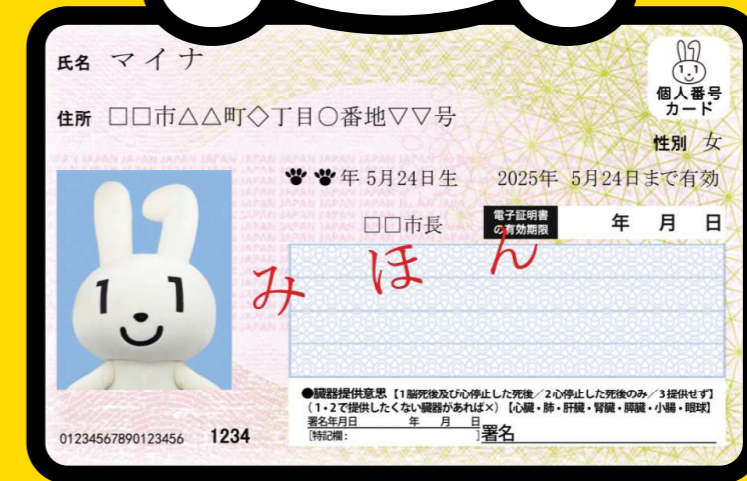 氏名 マイナ
個人番号
カード
住所 □□市△△町◇丁目○番地▽▽号
性別 女
年 5月24日生 2025年 5月24日まで有効
□□市長 電子証明書の有効期限 年 月 日
みほん
●臓器提供意思【1脳死後及び心停止した死後/2心停止した死後のみ/3提供せず】
(1・2で提供したくない臓器があれば×)【心臓・肺・肝臓・腎臓・膵臓・小腸・眼球】
署名年月日 年 月 日
[特記欄: ]署名
01234567890123456 1234